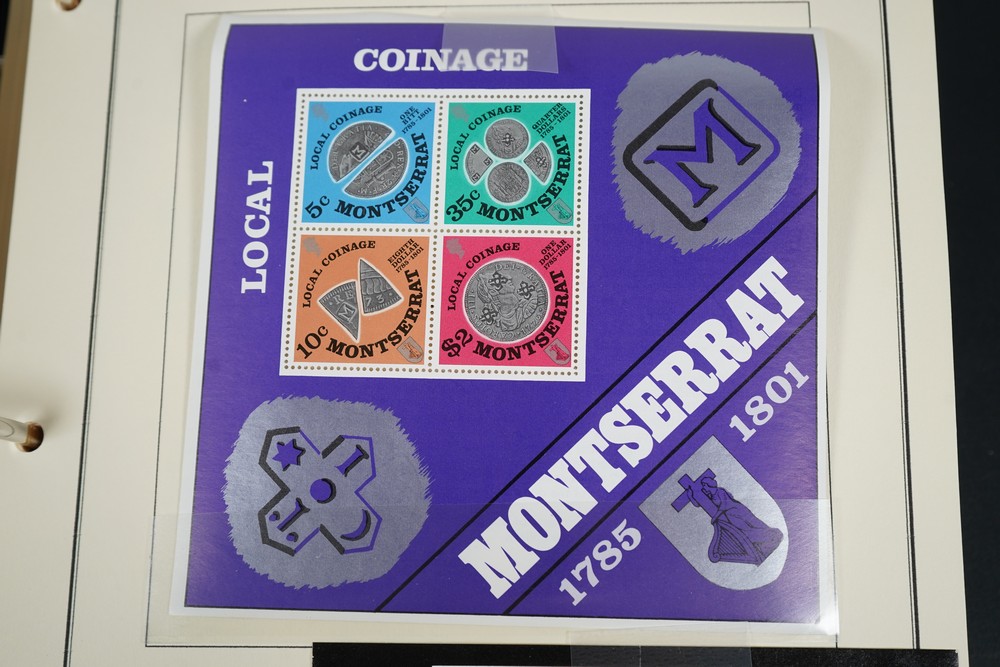 COINAGE
LOCAL
LOCAL COINAGE
ONE
BITT
1785-1801
5c MONTSERRAT
LOCAL COINAGE
QUARTER
DOLLARS
1785-1801
35c MONTSERRAT
LOCAL COINAGE
EIGHTH
DOLLAR
1785-1801
10c MONTSERRAT
LOCAL COINAGE
ONE
DOLLAR
1785-1801
$2 MONTSERRAT
M
MONTSERRAT
1785 1801